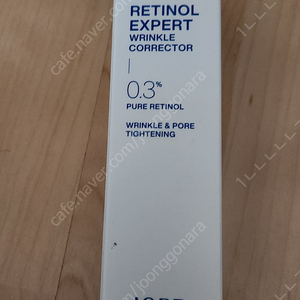 RETINOL
EXPERT
WRINKLE
CORRECTOR
0.3%
PURE RETINOL
WRINKLE & PORE
TIGHTENING
cafe.naver.com/joonggonara